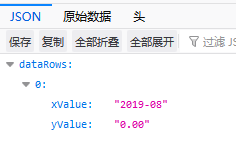 JSON 原始数据 头
保存 复制 全部折叠 全部展开 过滤 JS
dataRows:
0:
xValue: "2019-08"
yValue: "0.00"